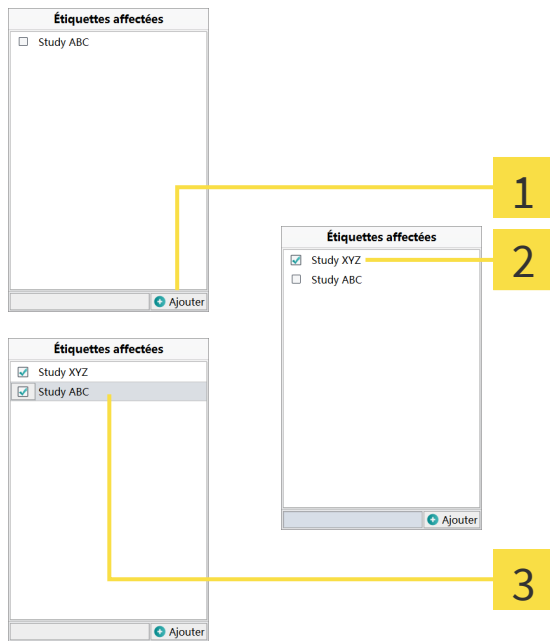 Étiquettes affectées
Study ABC
Ajouter
1
Étiquettes affectées
Study XYZ
Study ABC
Ajouter
2
Étiquettes affectées
Study XYZ
Study ABC
Ajouter
3